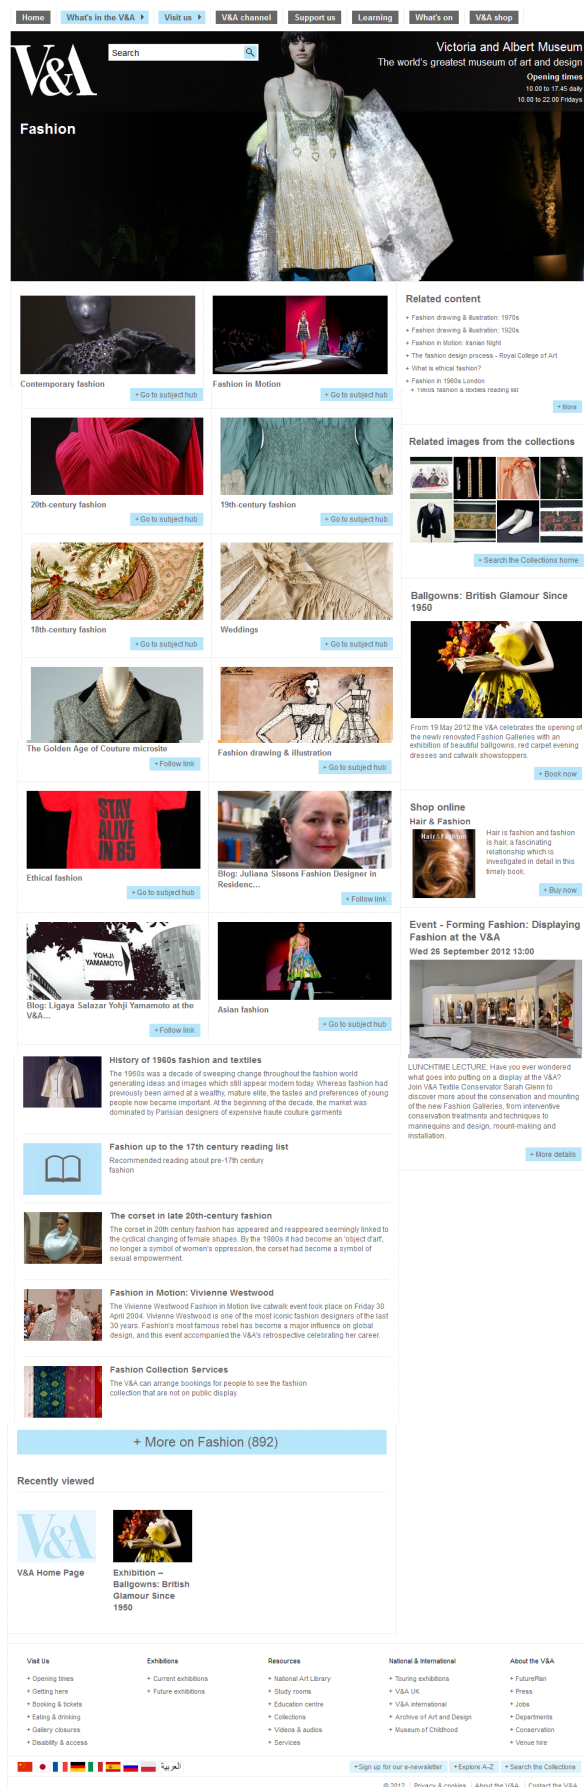 Home
What's in the V&A
Visit us
V&A channel
Support us
Learning
What's on
V&A shop
V&A
Search
Victoria and Albert Museum
The world's greatest museum of art and design
Opening times
10.00 to 17.45 daily
10.00 to 22.00 Fridays
Fashion
Contemporary fashion
+ Go to subject hub
Fashion in Motion
+ Go to subject hub
20th-century fashion
+ Go to subject hub
19th-century fashion
+ Go to subject hub
18th-century fashion
+ Go to subject hub
Weddings
+ Go to subject hub
The Golden Age of Couture microsite
+ Follow link
Fashion drawing & illustration
+ Go to subject hub
STAY
ALIVE
IN 85
Ethical fashion
+ Go to subject hub
Blog: Juliana Sissons Fashion Designer in
Residenc...
+ Follow link
YOHJI
YAMAMOTO
Blog: Ligaya Salazar Yohji Yamamoto at the
V&A...
+ Follow link
Asian fashion
+ Go to subject hub
Related content
+ Fashion drawing & illustration: 1970s
+ Fashion drawing & illustration: 1920s
+ Fashion in Motion: Iranian Night
+ The fashion design process - Royal College of Art
+ What is ethical fashion?
+ Fashion in 1960s London
+ 1960s fashion & textiles reading list
+ More
Related images from the collections
+ Search the Collections home
Ballgowns: British Glamour Since
1950
From 19 May 2012 the V&A celebrates the opening of
the newly renovated Fashion Galleries with an
exhibition of beautiful ballgowns, red carpet evening
dresses and catwalk showstoppers.
+ Book now
Shop online
Hair & Fashion
Hair & Fashion
Hair is fashion and fashion
is hair, a fascinating
relationship which is
investigated in detail in this
timely book.
+ Buy now
Event - Forming Fashion: Displaying
Fashion at the V&A
Wed 26 September 2012 13:00
LUNCHTIME LECTURE: Have you ever wondered
what goes into putting on a display at the V&A?
Join V&A Textile Conservator Sarah Glenn to
discover more about the conservation and mounting
of the new Fashion Galleries, from interventive
conservation treatments and techniques to
mannequins and design, mount-making and
installation.
+ More details
History of 1960s fashion and textiles
The 1960s was a decade of sweeping change throughout the fashion world
generating ideas and images which still appear modern today. Whereas fashion had
previously been aimed at a wealthy, mature elite, the tastes and preferences of young
people now became important. At the beginning of the decade, the market was
dominated by Parisian designers of expensive haute couture garments
Fashion up to the 17th century reading list
Recommended reading about pre-17th century
fashion
The corset in late 20th-century fashion
The corset in 20th century fashion has appeared and reappeared seemingly linked to
the cyclical changing of female shapes. By the 1980s it had become an 'object d'art',
no longer a symbol of women's oppression, the corset had become a symbol of
sexual empowerment.
Fashion in Motion: Vivienne Westwood
The Vivienne Westwood Fashion in Motion live catwalk event took place on Friday 30
April 2004. Vivienne Westwood is one of the most iconic fashion designers of the last
30 years. Fashion's most famous rebel has become a major influence on global
design, and this event accompanied the V&A's retrospective celebrating her career.
Fashion Collection Services
The V&A can arrange bookings for people to see the fashion
collection that are not on public display.
+ More on Fashion (892)
Recently viewed
V&A
V&A Home Page
Exhibition –
Ballgowns: British
Glamour Since
1950
Visit Us
+ Opening times
+ Getting here
+ Booking & tickets
+ Eating & drinking
+ Gallery closures
+ Disability & access
Exhibitions
+ Current exhibitions
+ Future exhibitions
Resources
+ National Art Library
+ Study rooms
+ Education centre
+ Collections
+ Videos & audios
+ Services
National & International
+ Touring exhibitions
+ V&A UK
+ V&A international
+ Archive of Art and Design
+ Museum of Childhood
About the V&A
+ FuturePlan
+ Press
+ Jobs
+ Departments
+ Conservation
+ Venue hire
العربية
+ Sign up for our e-newsletter
+ Explore A-Z
+ Search the Collections
© 2012
Privacy & cookies
About the V&A
Contact the V&A